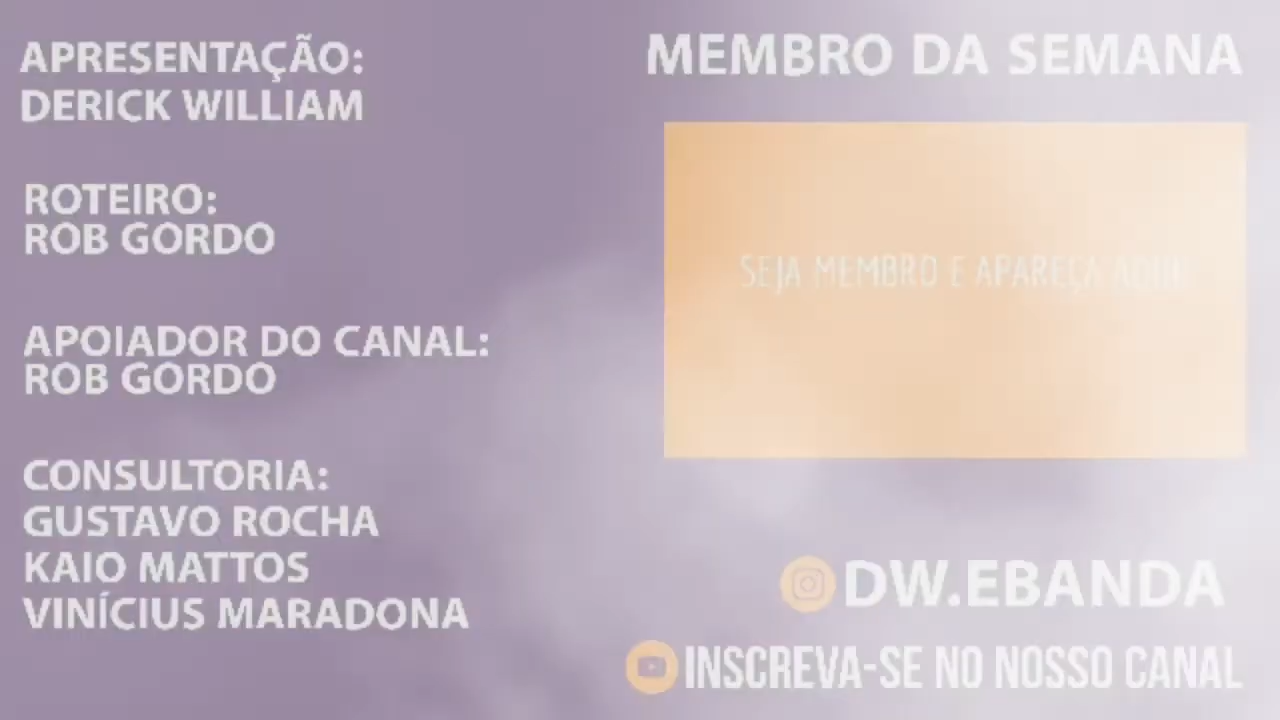 APRESENTAÇÃO:
DERICK WILLIAM
ROTEIRO:
ROB GORDO
APOIADOR DO CANAL:
ROB GORDO
CONSULTORIA:
GUSTAVO ROCHA
KAIO MATTOS
VINÍCIUS MARADONA
MEMBRO DA SEMANA
SEJA MEMBRO E APAREÇA
DW.EBANDA
INSCREVA-SE NO NOSSO CANAL